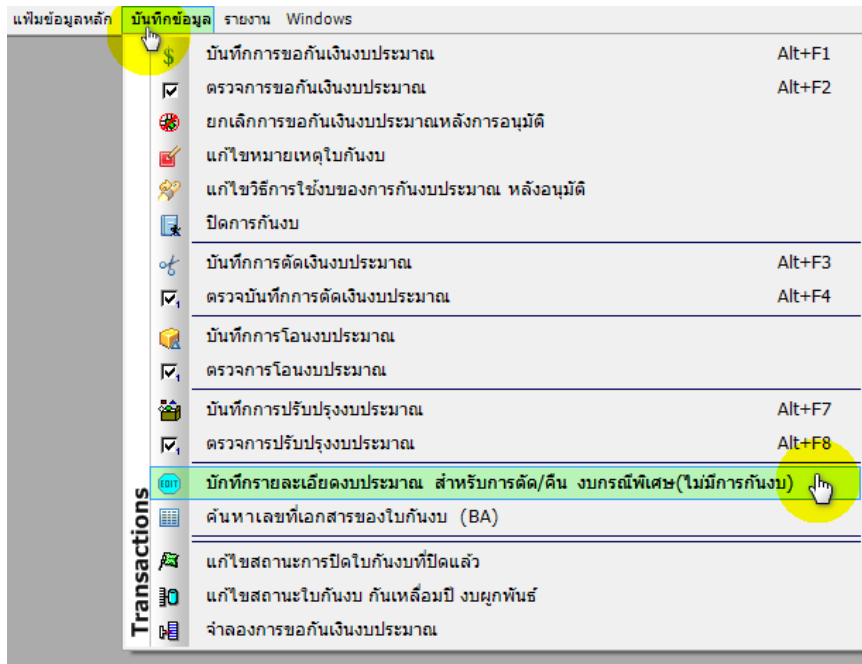 แฟ้มข้อมูลหลัก บันทึกข้อมูล รายงาน Windows
$ บันทึกการขอกันเงินงบประมาณ Alt+F1
ตรวจการขอกันเงินงบประมาณ Alt+F2
ยกเลิกการขอกันเงินงบประมาณหลังการอนุมัติ
แก้ไขหมายเหตุใบกันงบ
แก้ไขวิธีการใช้งบของการกันงบประมาณ หลังอนุมัติ
ปิดการกันงบ
บันทึกการตัดเงินงบประมาณ Alt+F3
1 ตรวจบันทึกการตัดเงินงบประมาณ Alt+F4
บันทึกการโอนงบประมาณ
1 ตรวจการโอนงบประมาณ
บันทึกการปรับปรุงงบประมาณ Alt+F7
1 ตรวจการปรับปรุงงบประมาณ Alt+F8
EDIT บักทึกรายละเอียดงบประมาณ สำหรับการตัด/คืน งบกรณีพิเศษ(ไม่มีการกันงบ)
ค้นหาเลขที่เอกสารของใบกันงบ (BA)
แก้ไขสถานะการปิดใบกันงบที่ปิดแล้ว
แก้ไขสถานะใบกันงบ กันเหลื่อมปี งบผูกพันธ์
จำลองการขอกันเงินงบประมาณ
Transactions